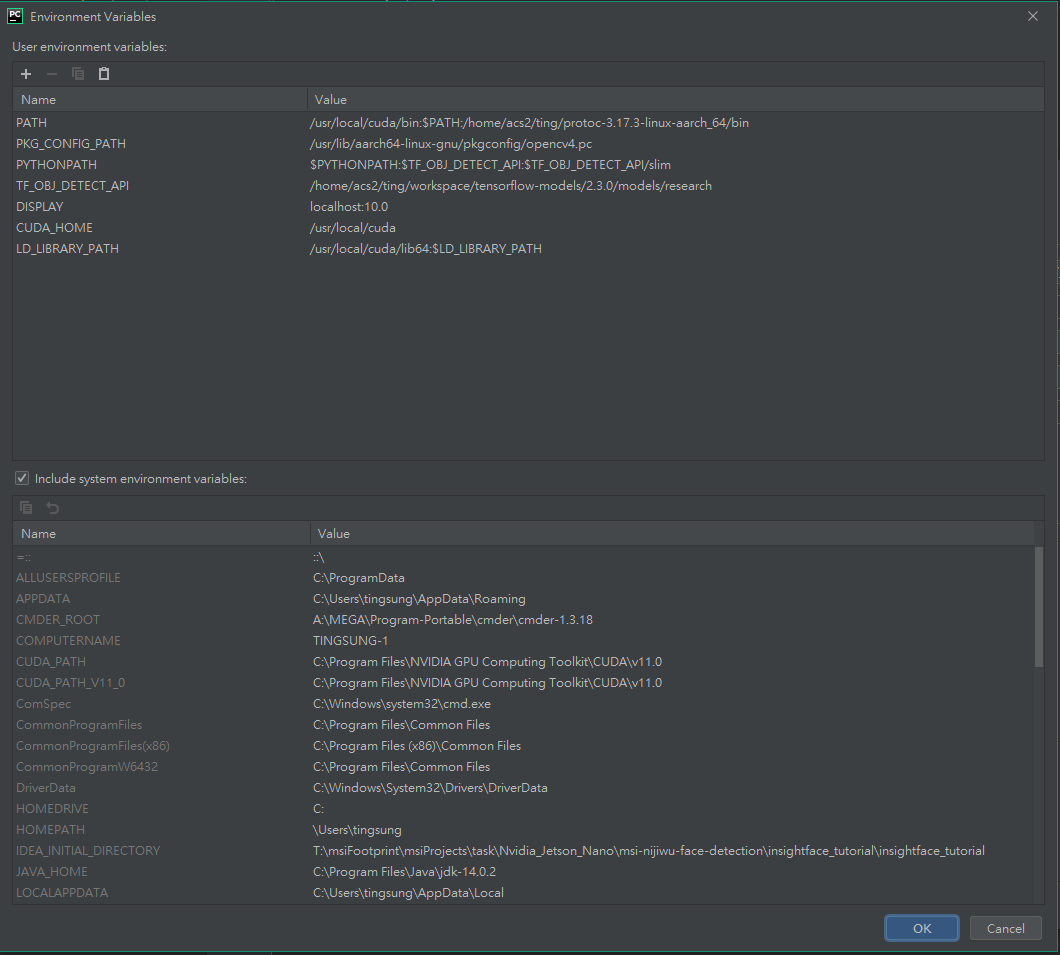 PC Environment Variables
User environment variables:
Name Value
PATH /usr/local/cuda/bin:$PATH:/home/acs2/ting/protoc-3.17.3-linux-aarch_64/bin
PKG_CONFIG_PATH /usr/lib/aarch64-linux-gnu/pkgconfig/opencv4.pc
PYTHONPATH $PYTHONPATH:$TF_OBJ_DETECT_API:$TF_OBJ_DETECT_API/slim
TF_OBJ_DETECT_API /home/acs2/ting/workspace/tensorflow-models/2.3.0/models/research
DISPLAY localhost:10.0
CUDA_HOME /usr/local/cuda
LD_LIBRARY_PATH /usr/local/cuda/lib64:$LD_LIBRARY_PATH
Include system environment variables:
Name Value
=:: ::\
ALLUSERSPROFILE C:\ProgramData
APPDATA C:\Users\tingsung\AppData\Roaming
CMDER_ROOT A:\MEGA\Program-Portable\cmder\cmder-1.3.18
COMPUTERNAME TINGSUNG-1
CUDA_PATH C:\Program Files\NVIDIA GPU Computing Toolkit\CUDA\v11.0
CUDA_PATH_V11_0 C:\Program Files\NVIDIA GPU Computing Toolkit\CUDA\v11.0
ComSpec C:\Windows\system32\cmd.exe
CommonProgramFiles C:\Program Files\Common Files
CommonProgramFiles(x86) C:\Program Files (x86)\Common Files
CommonProgramW6432 C:\Program Files\Common Files
DriverData C:\Windows\System32\Drivers\DriverData
HOMEDRIVE C:
HOMEPATH \Users\tingsung
IDEA_INITIAL_DIRECTORY T:\msiFootprint\msiProjects\task\Nvidia_Jetson_Nano\msi-nijiwu-face-detection\insightface_tutorial\insightface_tutorial
JAVA_HOME C:\Program Files\Java\jdk-14.0.2
LOCALAPPDATA C:\Users\tingsung\AppData\Local
OK Cancel